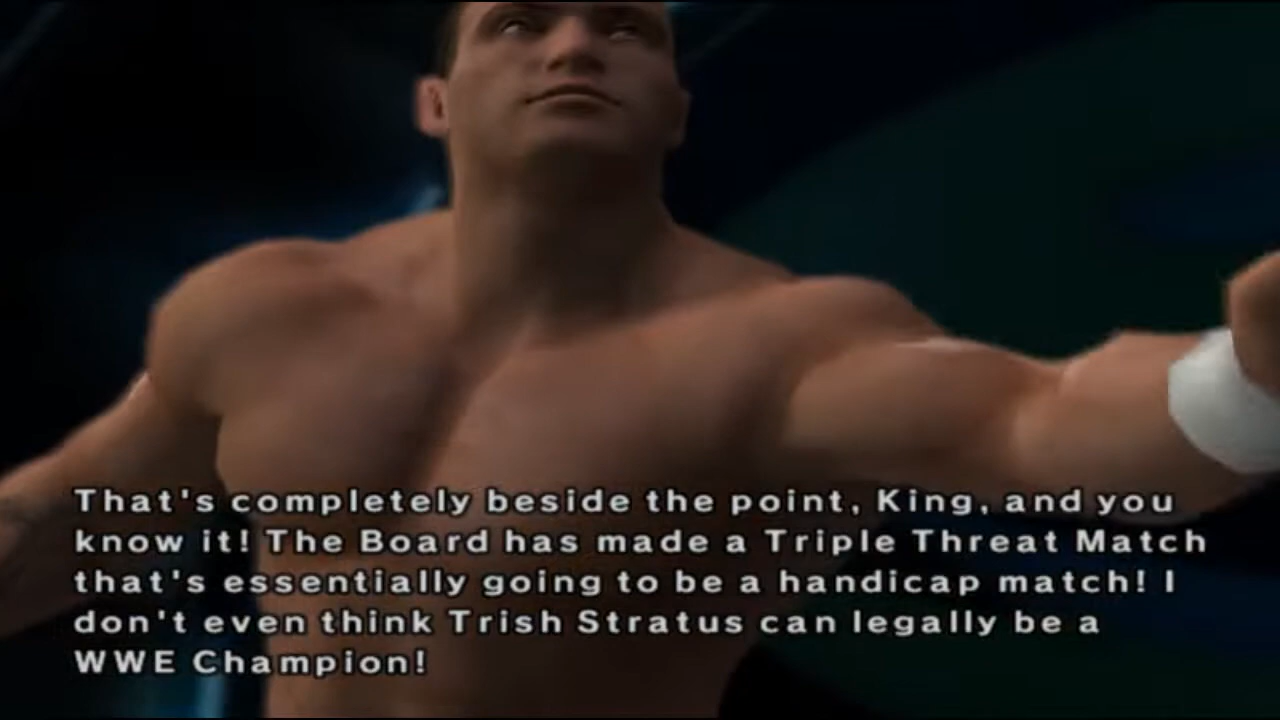 That's completely beside the point, King, and you
know it! The Board has made a Triple Threat Match
that's essentially going to be a handicap match! I
don't even think Trish Stratus can legally be a
WWE Champion!